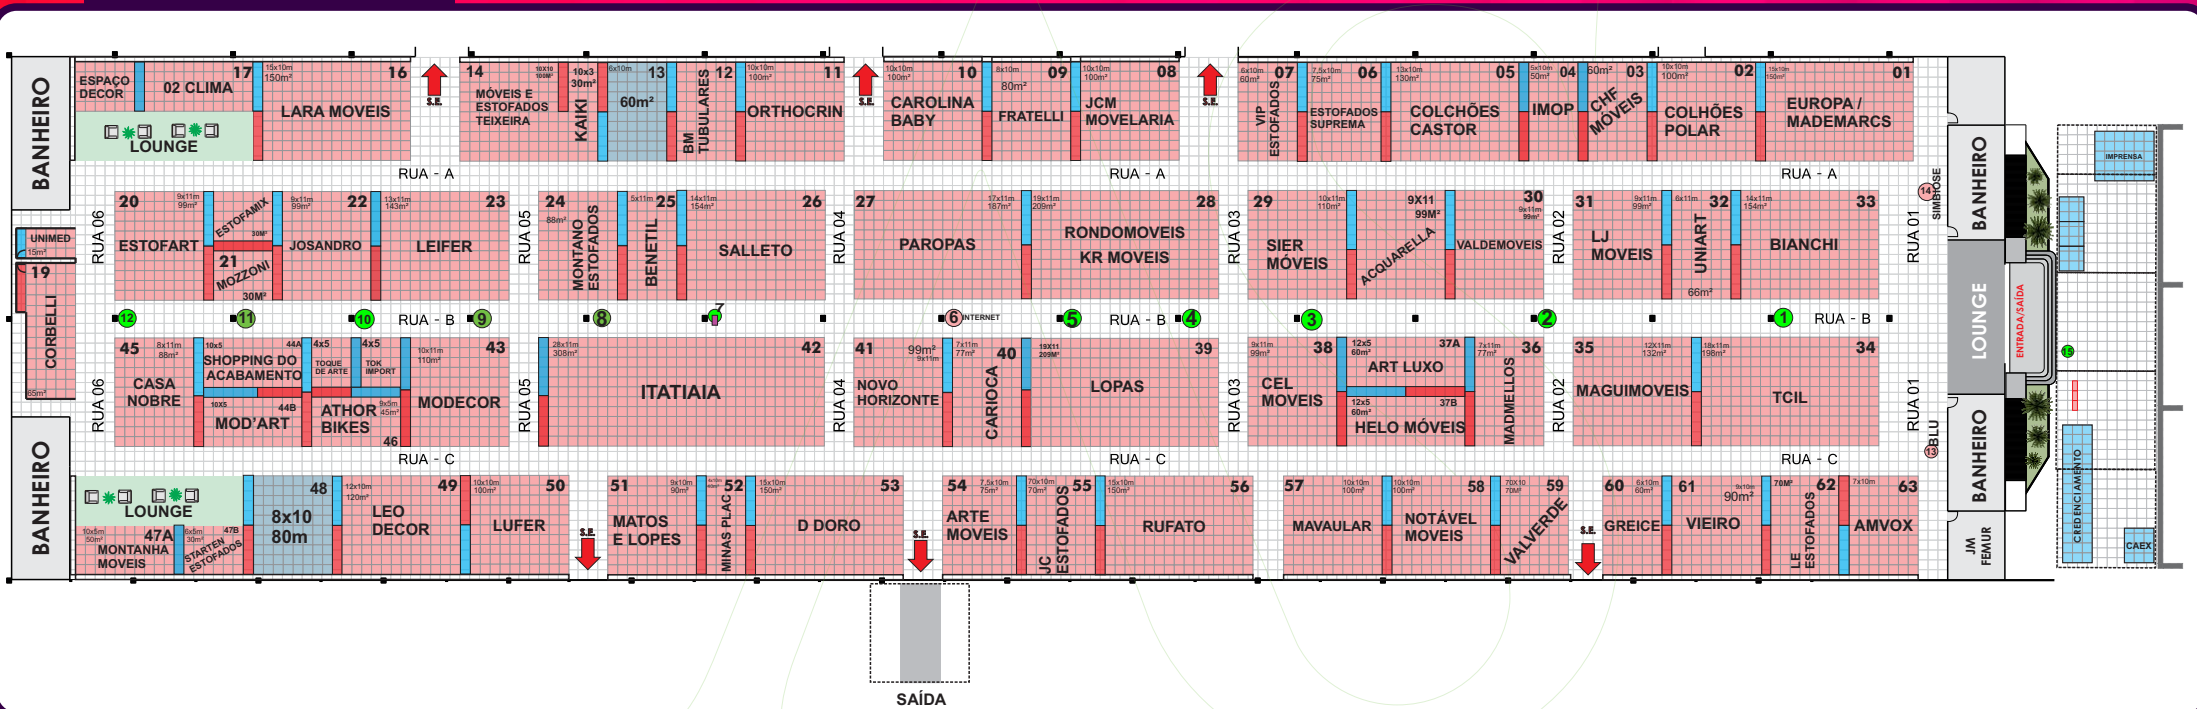 BANHEIRO
ESPAÇO
DECOR
17
02 CLIMA
LOUNGE
15x10m
150m²
16
LARA MOVEIS
S.E.
14
10X10
100M²
MÓVEIS E
ESTOFADOS
TEIXEIRA
10x3
30m²
KAIKI
6x10m
13
60m²
12
BM
TUBULARES
10x10m
100m²
11
ORTHOCRIN
S.E.
10x10m
100m²
10
CAROLINA
BABY
8x10m
80m²
09
FRATELLI
10x10m
100m²
08
JCM
MOVELARIA
S.E.
6x10m
60m²
07
VIP
ESTOFADOS
7,5x10m
75m²
06
ESTOFADOS
SUPREMA
13x10m
130m²
05
COLCHÕES
CASTOR
5x10m
50m²
04
IMOP
60m²
03
CHF
MÓVEIS
10x10m
100m²
02
COLHÕES
POLAR
15x10m
150m²
01
EUROPA /
MADEMARCS
RUA - A
RUA - A
RUA - A
RUA 06
20
9x11m
99m²
ESTOFART
ESTOFAMIX
30M²
21
MOZZONI
30M²
9x11m
99m²
22
JOSANDRO
13x11m
143m²
23
LEIFER
RUA 05
24
88m²
MONTANO
ESTOFADOS
5x11m
25
BENETIL
14x11m
154m²
26
SALLETO
RUA 04
27
17x11m
187m²
PAROPAS
19x11m
209m²
28
RONDOMOVEIS
KR MOVEIS
RUA 03
29
10x11m
110m²
SIER
MÓVEIS
9X11
99M²
ACQUARELLA
30
9x11m
99m²
VALDEMOVEIS
RUA 02
31
9x11m
99m²
LJ
MOVEIS
6x11m
32
UNIART
66m²
14x11m
154m²
33
BIANCHI
RUA 01
14
SIMBIOSE
BANHEIRO
UNIMED
15m²
19
CORBELLI
65m²
12
11
10
RUA - B
9
8
7
6
INTERNET
5
RUA - B
4
3
2
1
RUA - B
LOUNGE
ENTRADA/SAÍDA
15
IMPRENSA
RUA 06
45
8x11m
88m²
CASA
NOBRE
10x5
44A
SHOPPING DO
ACABAMENTO
10X5
44B
MOD'ART
4x5
TOQUE
DE ARTE
4x5
TOK
IMPORT
9x5m
45m²
ATHOR
BIKES
46
10x11m
110m²
43
MODECOR
RUA 05
28x11m
308m²
42
ITATIAIA
RUA 04
41
99m²
9x11m
NOVO
HORIZONTE
7x11m
77m²
40
CARIOCA
19X11
209M²
39
LOPAS
RUA 03
9x11m
99m²
38
CEL
MOVEIS
12x5
60m²
37A
ART LUXO
12x5
60m²
37B
HELO MÓVEIS
7x11m
77m²
36
MADMELLOS
RUA 02
35
12X11m
132m²
MAGUIMOVEIS
18x11m
198m²
34
TCIL
RUA 01
13
BLU
BANHEIRO
RUA - C
RUA - C
RUA - C
BANHEIRO
LOUNGE
10x5m
50m²
47A
MONTANHA
MOVEIS
6x5m
30m²
47B
STARTEN
ESTOFADOS
48
8x10
80m
12x10m
120m²
49
LEO
DECOR
10x10m
100m²
50
LUFER
S.E.
51
9x10m
90m²
MATOS
E LOPES
52
MINAS PLAC
15x10m
150m²
53
D DORO
S.E.
54
7,5x10m
75m²
ARTE
MOVEIS
70x10m
70m²
55
JC
ESTOFADOS
15x10m
150m²
56
RUFATO
57
10x10m
100m²
MAVAULAR
10x10m
100m²
58
NOTÁVEL
MOVEIS
70X10
70M²
59
VALVERDE
S.E.
60
6x10m
60m²
GREICE
61
9x10m
90m²
VIEIRO
70M²
62
LE
ESTOFADOS
7x10m
63
AMVOX
JM
FEMUR
CREDENCIAMENTO
CAEX
SAÍDA